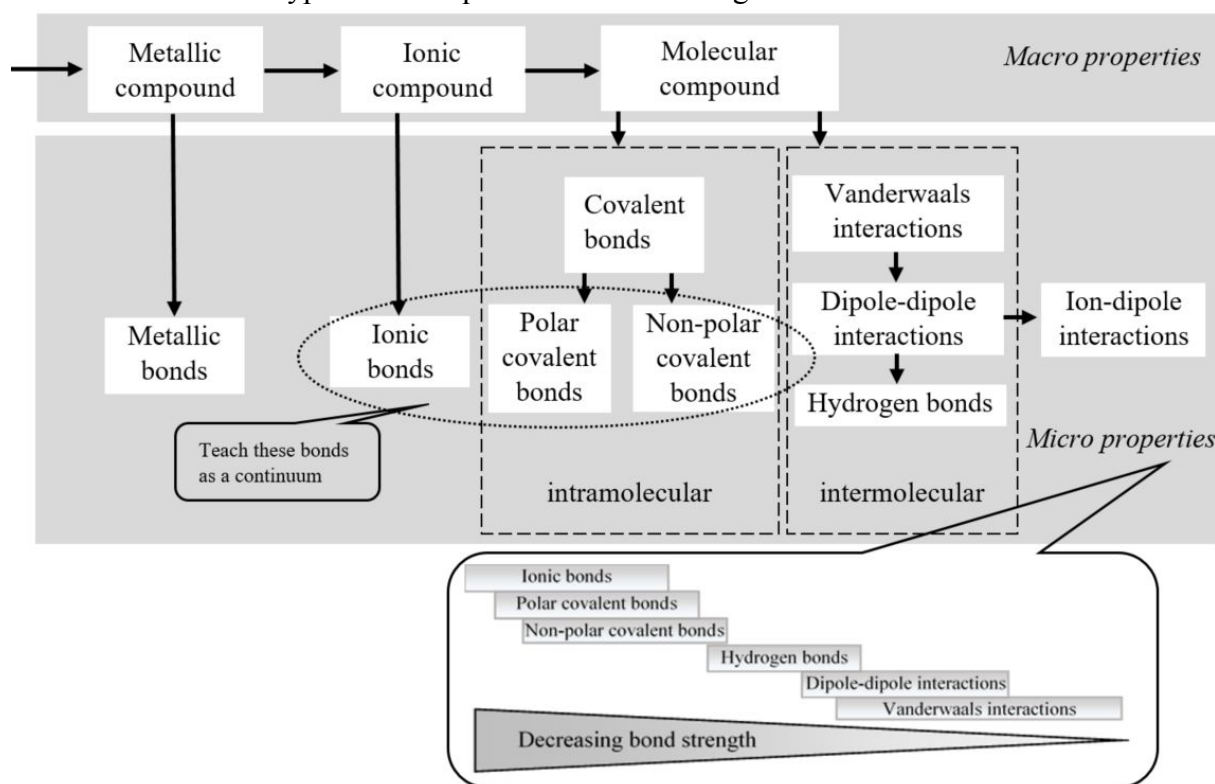 Metallic
compound
Ionic
compound
Molecular
compound
Macro properties
Covalent
bonds
Vanderwaals
interactions
Metallic
bonds
Ionic
bonds
Polar
covalent
bonds
Non-polar
covalent
bonds
Dipole-dipole
interactions
Ion-dipole
interactions
Hydrogen bonds
Teach these bonds
as a continuum
Micro properties
intramolecular
intermolecular
Ionic bonds
Polar covalent bonds
Non-polar covalent bonds
Hydrogen bonds
Dipole-dipole interactions
Vanderwaals interactions
Decreasing bond strength